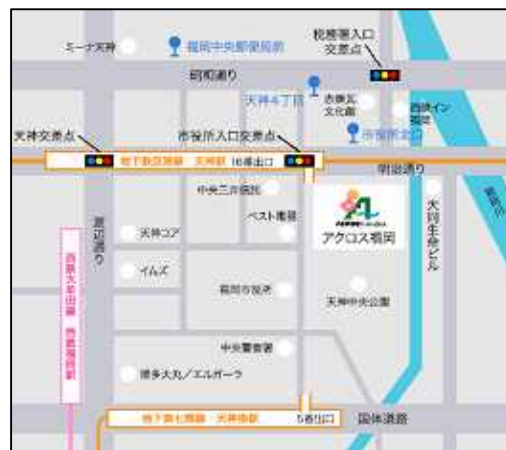 ミーナ天神
福岡中央郵便局前
税務署入口
交差点
昭和通り
天神4丁目
赤煉瓦
文化館
西鉄イン
福岡
市役所北口
天神交差点
市役所入口交差点
地下鉄空港線 天神駅 16番出口
明治通り
中央三井信託
ベスト電器
アクロス福岡
渡辺通り
天神コア
イムズ
福岡市役所
天神中央公園
大同生命ビル
西鉄大牟田線 西鉄福岡駅
中央警察署
博多大丸／エルガーラ
地下鉄七隈線 天神南駅 5番出口
国体道路